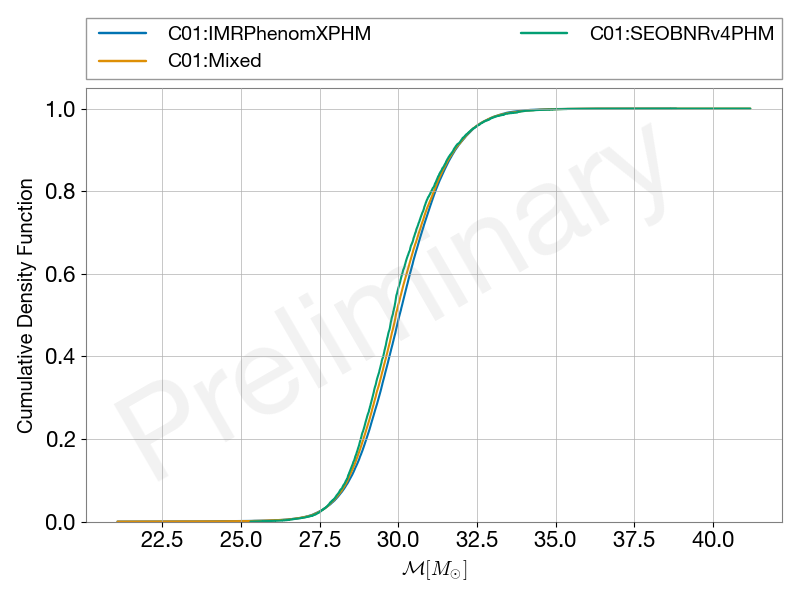 C01:IMRPhenomXPHM
C01:SEOBNRv4PHM
C01:Mixed
Preliminary
Cumulative Density Function
1.0
0.8
0.6
0.4
0.2
0.0
22.5 25.0 27.5 30.0 32.5 35.0 37.5 40.0
ℳ[M⊙]